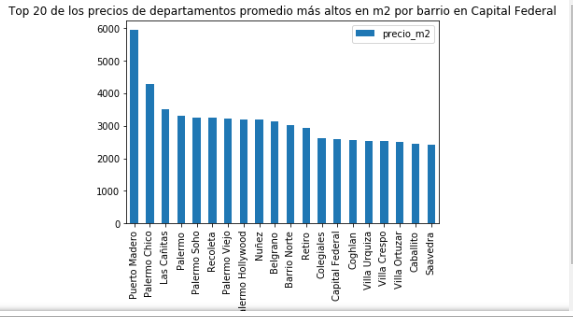 Top 20 de los precios de departamentos promedio más altos en m2 por barrio en Capital Federal
precio_m2
6000
5000
4000
3000
2000
1000
0
Puerto Madero
Palermo Chico
Las Cañitas
Palermo
Palermo Soho
Recoleta
Palermo Viejo
lermo Hollywood
Nuñez
Belgrano
Barrio Norte
Retiro
Colegiales
Capital Federal
Coghlan
Villa Urquiza
Villa Crespo
Villa Ortuzar
Caballito
Saavedra